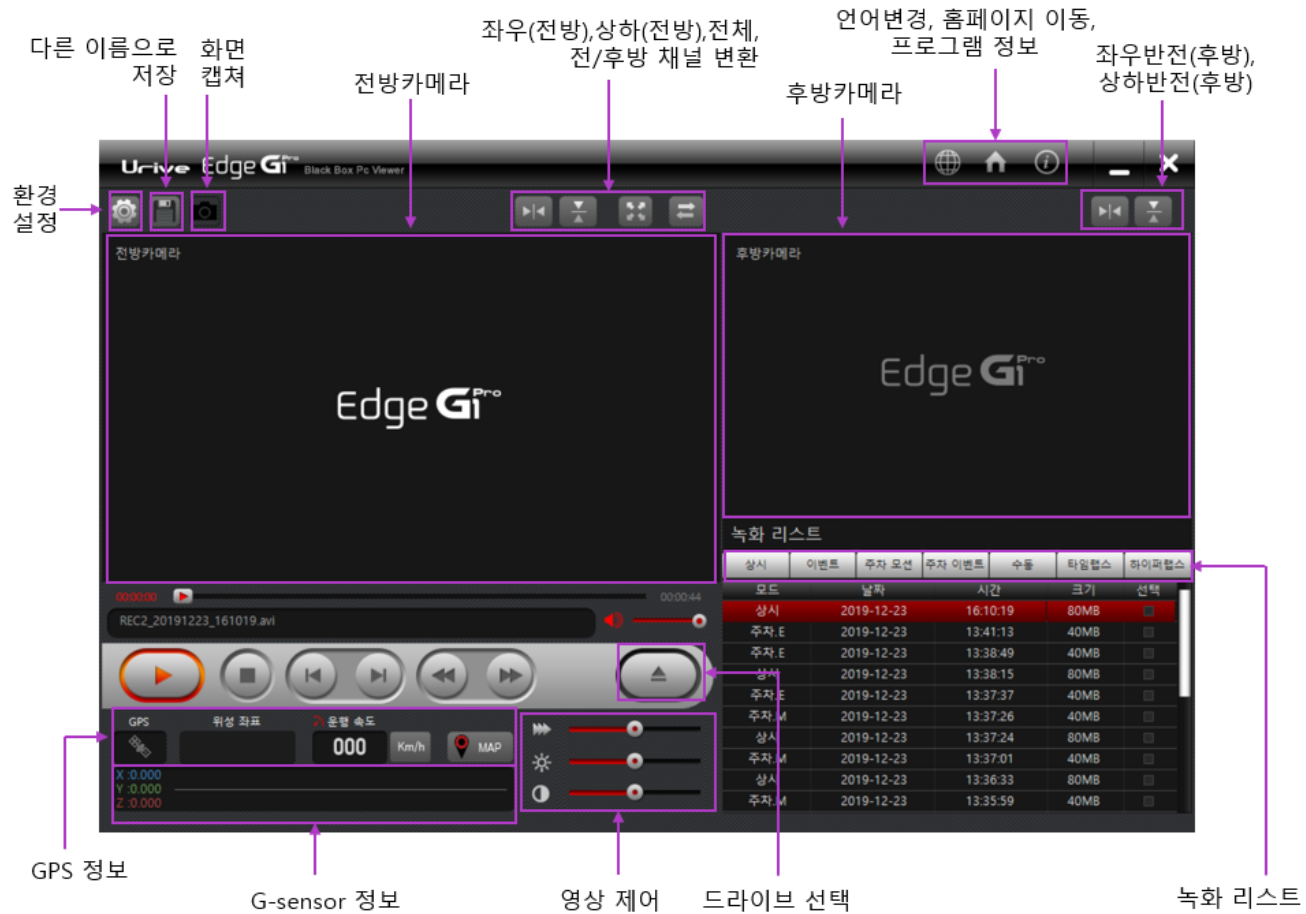 좌우(전방),상하(전방),전체,
전/후방 채널 변환
언어변경, 홈페이지 이동,
프로그램 정보
다른 이름으로
저장
화면
캡쳐
전방카메라
후방카메라
좌우반전(후방),
상하반전(후방)
환경
설정
Urive Edge Gi Pro Black Box Pc Viewer
전방카메라
후방카메라
Edge Gi Pro
Edge Gi Pro
녹화 리스트
상시 이벤트 주차 모션 주차 이벤트 수동 타임랩스 하이퍼랩스
모드 날짜 시간 크기 선택
상시 2019-12-23 16:10:19 80MB
주차.E 2019-12-23 13:41:13 40MB
주차.E 2019-12-23 13:38:49 40MB
상시 2019-12-23 13:38:15 80MB
주차.E 2019-12-23 13:37:37 40MB
주차.M 2019-12-23 13:37:26 40MB
상시 2019-12-23 13:37:24 80MB
주차.M 2019-12-23 13:37:01 40MB
상시 2019-12-23 13:36:33 80MB
주차.M 2019-12-23 13:35:59 40MB
00:00:00 00:00:44
REC2_20191223_161019.avi
GPS 위성 좌표 운행 속도
000 Km/h MAP
X :0.000
Y :0.000
Z :0.000
GPS 정보
G-sensor 정보
영상 제어
드라이브 선택
녹화 리스트